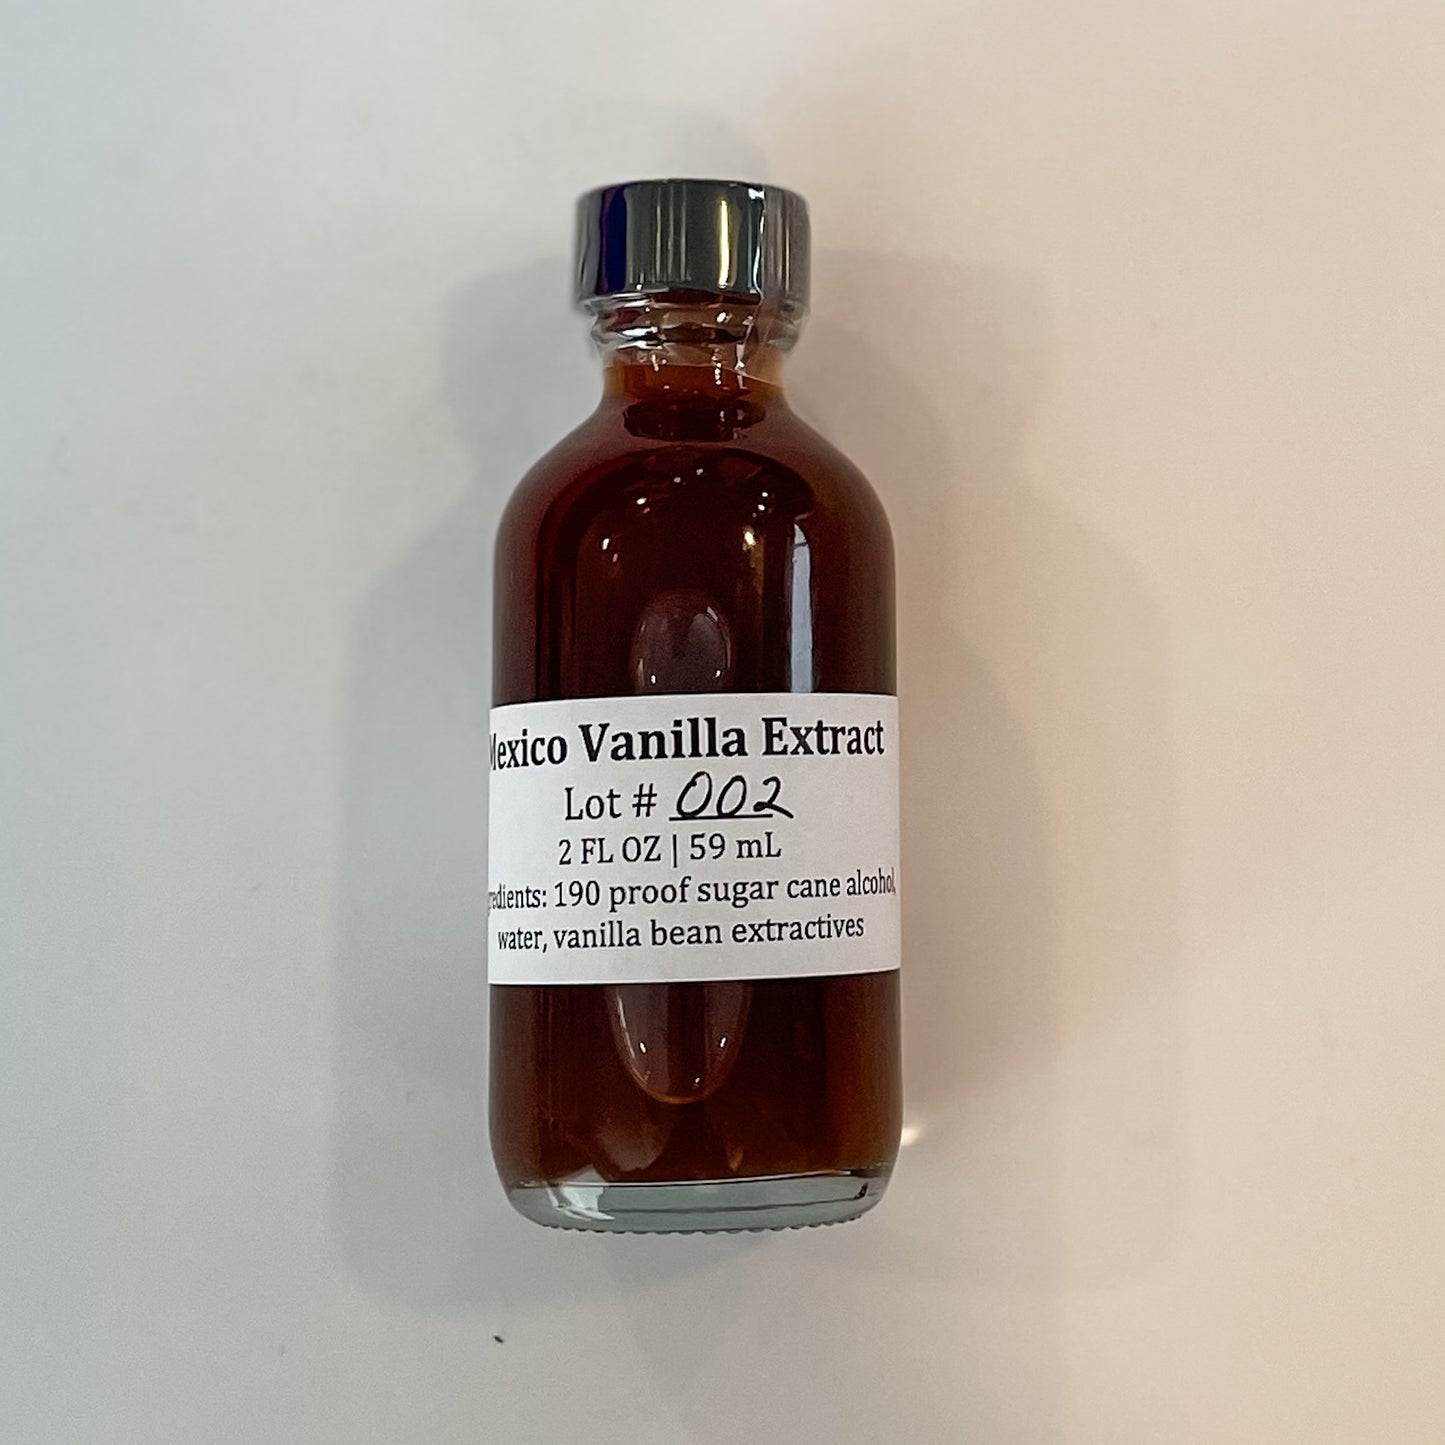 Mexico Vanilla Extract
Lot # 002
2 FL OZ | 59 mL
190 proof sugar cane alcohol,
water, vanilla bean extractives